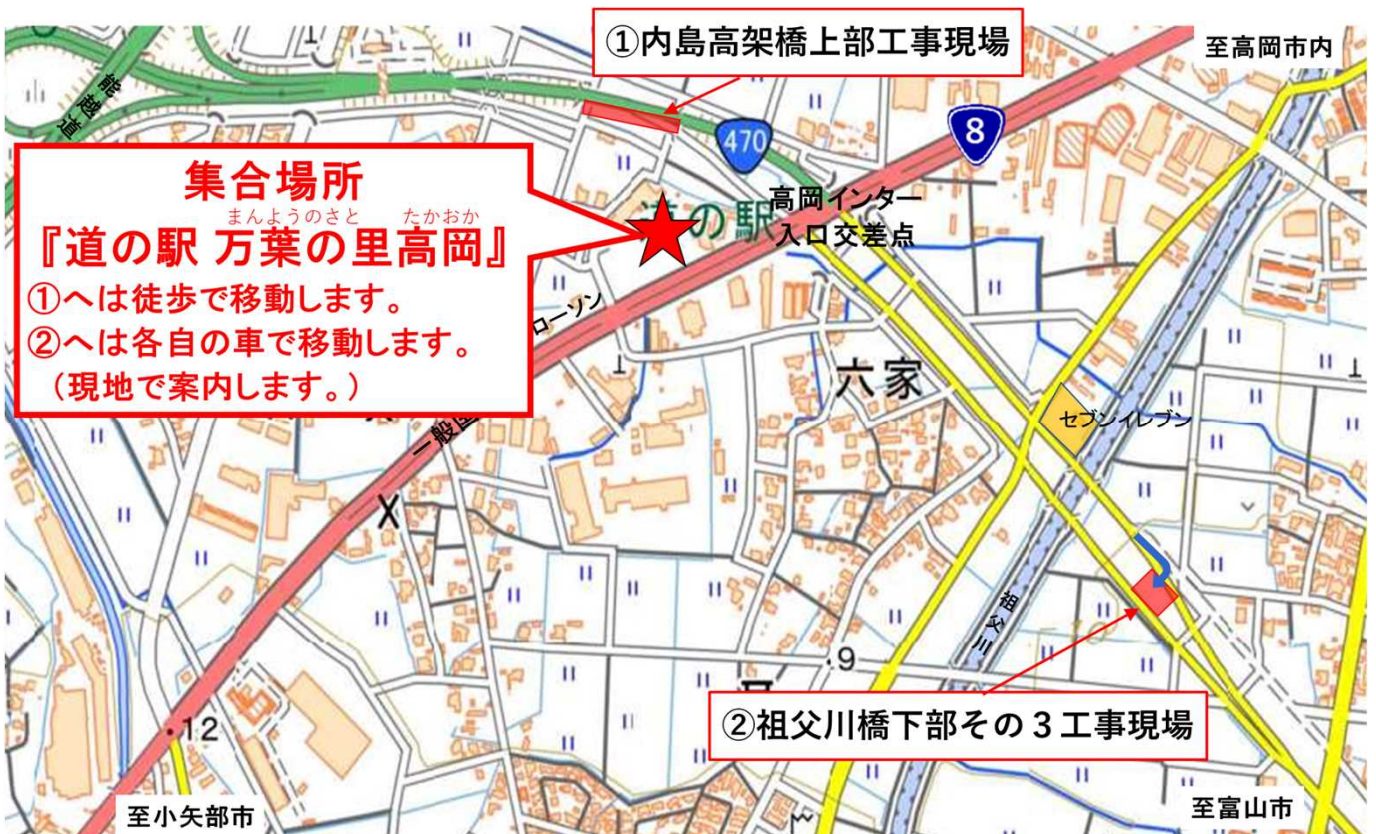 ①内島高架橋上部工事現場
至高岡市内
能越道
470
8
集合場所
まんようのさと たかおか
『道の駅 万葉の里高岡』
①へは徒歩で移動します。
②へは各自の車で移動します。
(現地で案内します。)
道の駅
高岡インター
入口交差点
ローソン
一般国
六家
セブンイレブン
祖父川
9
②祖父川橋下部その3工事現場
12
至小矢部市
至富山市